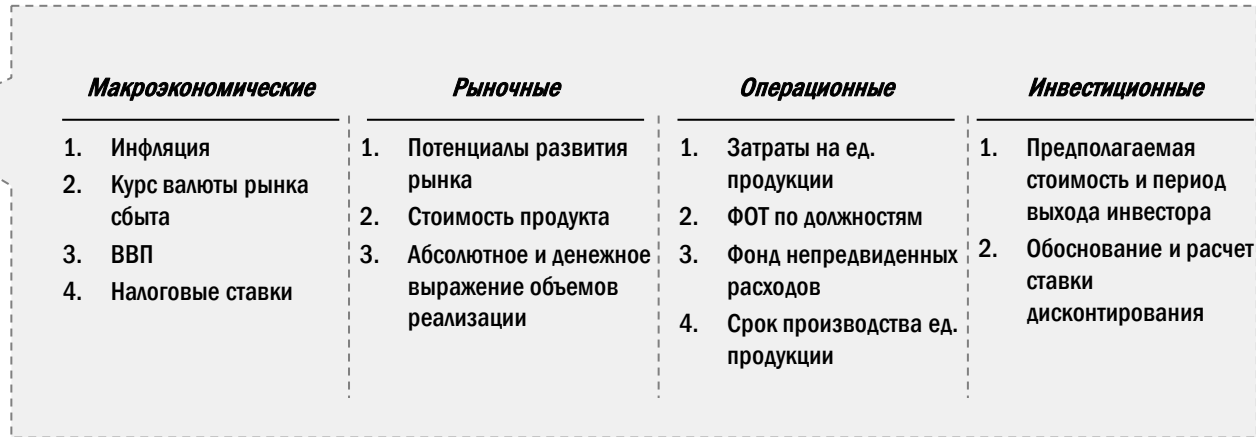 Макроэкономические
1. Инфляция
2. Курс валюты рынка
сбыта
3. ВВП
4. Налоговые ставки
Рыночные
1. Потенциалы развития
рынка
2. Стоимость продукта
3. Абсолютное и денежное
выражение объемов
реализации
Операционные
1. Затраты на ед.
продукции
2. ФОТ по должностям
3. Фонд непредвиденных
расходов
4. Срок производства ед.
продукции
Инвестиционные
1. Предполагаемая
стоимость и период
выхода инвестора
2. Обоснование и расчет
ставки
дисконтирования